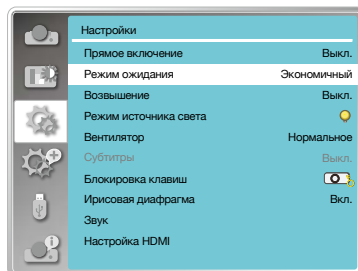 Настройки
Прямое включение Выкл.
Режим ожидания Экономичный
Возвышение Выкл.
Режим источника света
Вентилятор Нормальное
Субтитры Выкл.
Блокировка клавиш
Ирисовая диафрагма Вкл.
Звук
Настройка HDMI